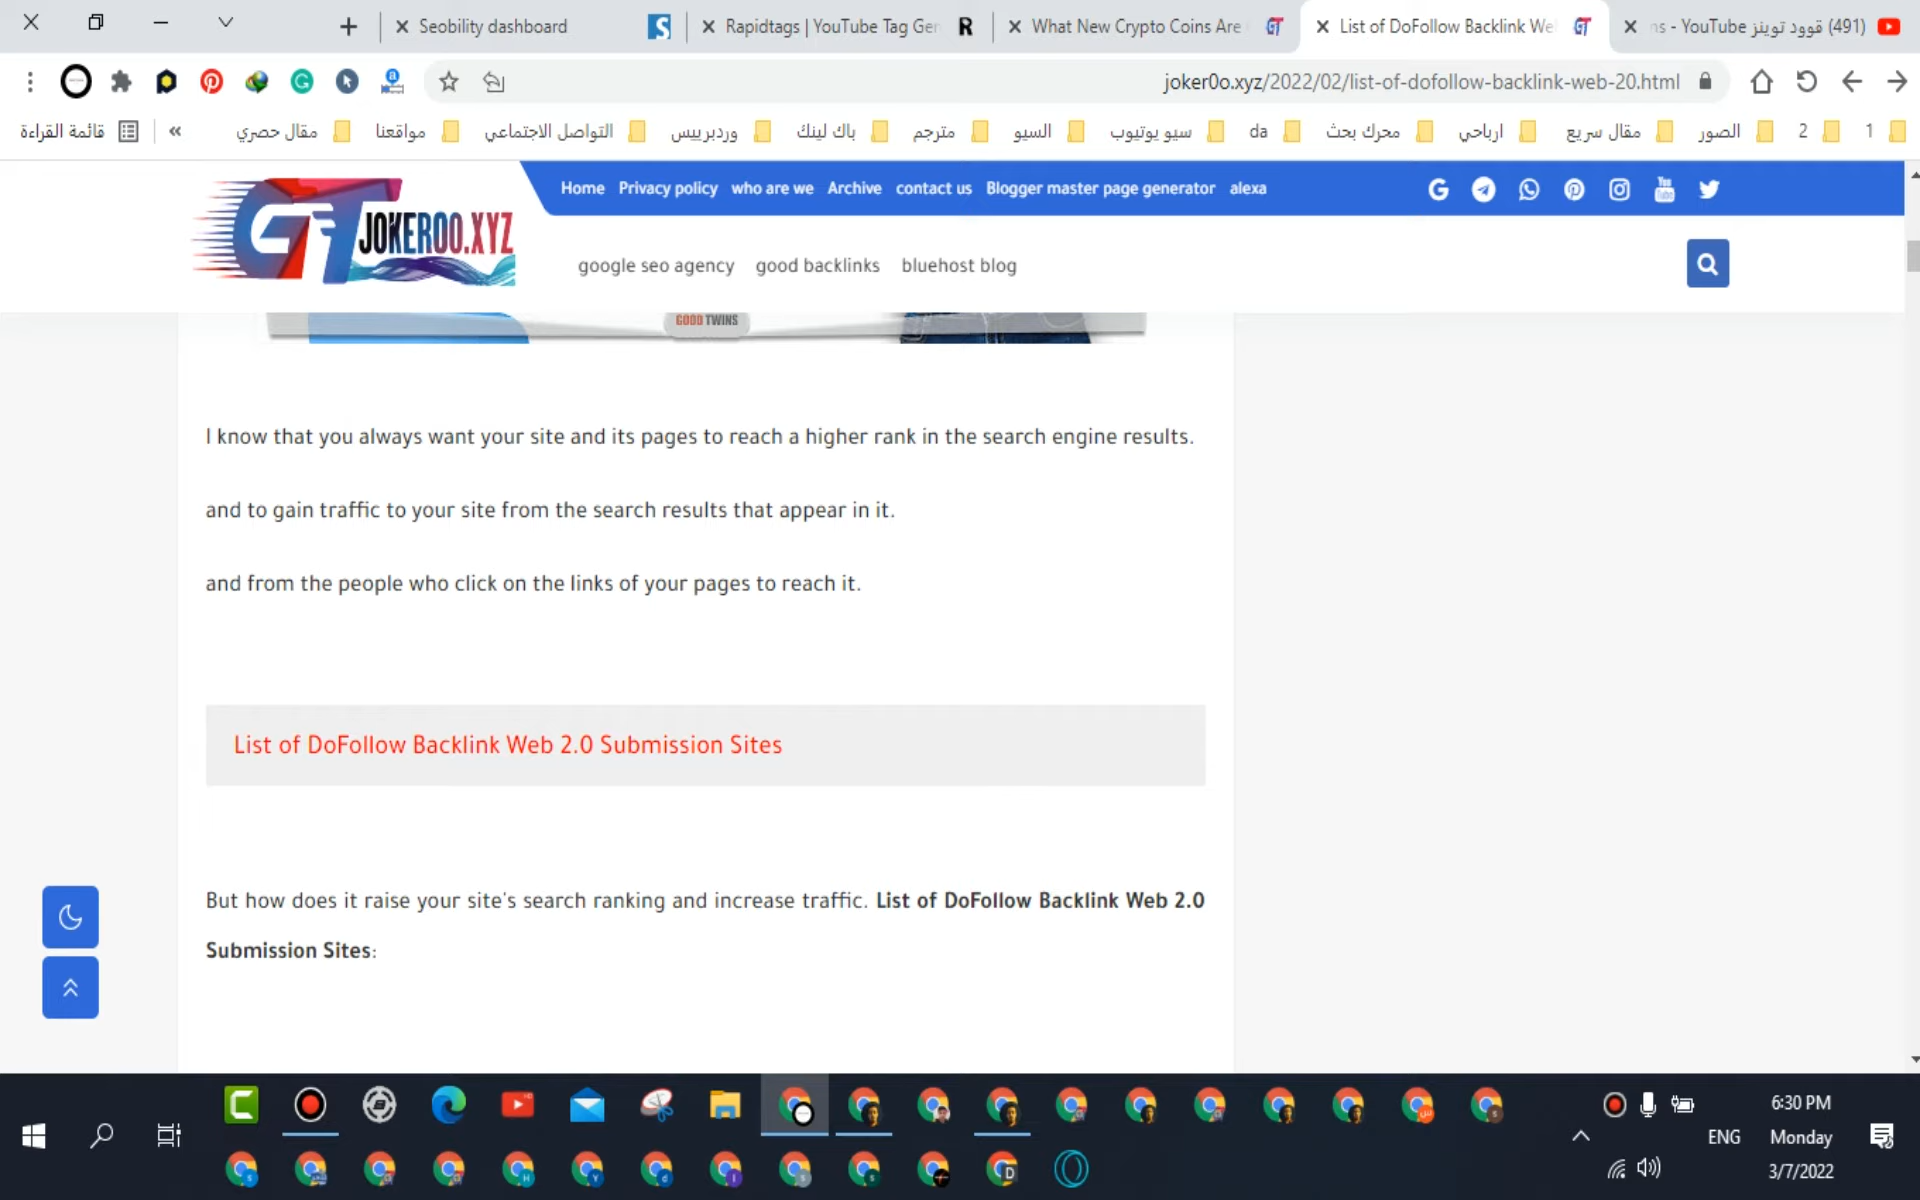 Seobility dashboard
Rapidtags | YouTube Tag Gen
What New Crypto Coins Are
List of DoFollow Backlink We
(491) قوود توينز ns - YouTube
joker0o.xyz/2022/02/list-of-dofollow-backlink-web-20.html
قائمة القراءة
»
مقال حصري
مواقعنا
التواصل الاجتماعي
وردبرييس
باك لينك
مترجم
السيو
سيو يوتيوب
da
محرك بحث
ارباحي
مقال سريع
الصور
2
1
GT JOKEROO.XYZ
Home Privacy policy who are we Archive contact us Blogger master page generator alexa
google seo agency good backlinks bluehost blog
GOOD TWINS
I know that you always want your site and its pages to reach a higher rank in the search engine results.
and to gain traffic to your site from the search results that appear in it.
and from the people who click on the links of your pages to reach it.
List of DoFollow Backlink Web 2.0 Submission Sites
But how does it raise your site's search ranking and increase traffic. List of DoFollow Backlink Web 2.0
Submission Sites:
6:30 PM
ENG
Monday
3/7/2022